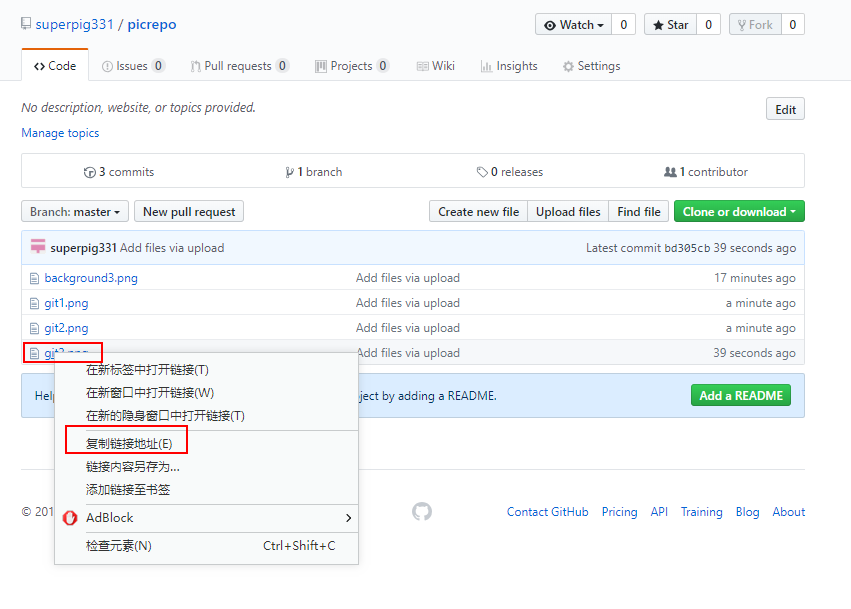 superpig331 / picrepo
Watch 0 Star 0 Fork 0
Code Issues 0 Pull requests 0 Projects 0 Wiki Insights Settings
No description, website, or topics provided. Edit
Manage topics
3 commits 1 branch 0 releases 1 contributor
Branch: master New pull request Create new file Upload files Find file Clone or download
superpig331 Add files via upload Latest commit bd305cb 39 seconds ago
background3.png Add files via upload 17 minutes ago
git1.png Add files via upload a minute ago
git2.png Add files via upload a minute ago
Add files via upload 39 seconds ago
在新标签中打开链接(T)
在新窗口中打开链接(W)
by adding a README. Add a README
在新的隐身窗口中打开链接(T)
复制链接地址(E)
链接内容另存为...
添加链接至书签
AdBlock
检查元素(N) Ctrl+Shift+C
© Contact GitHub Pricing API Training Blog About